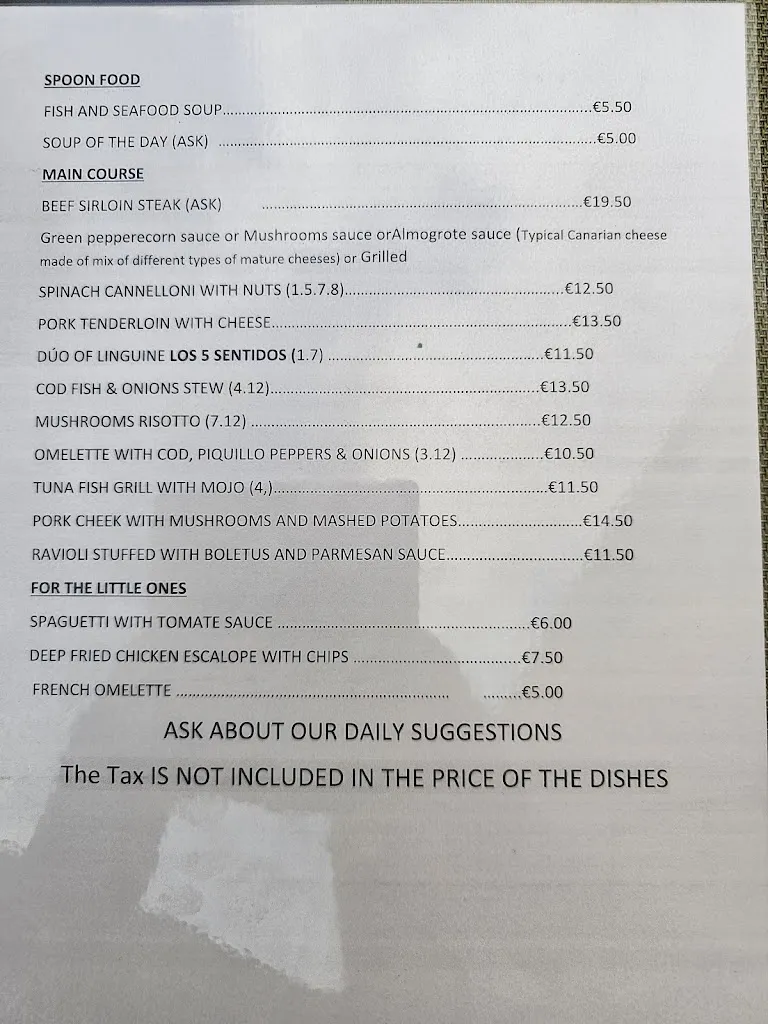 SPOON FOOD
FISH AND SEAFOOD SOUP..............................................................................................€5.50
SOUP OF THE DAY (ASK) ................................................................................................€5.00
MAIN COURSE
BEEF SIRLOIN STEAK (ASK) .................................................................................€19.50
Green pepperecorn sauce or Mushrooms sauce orAlmogrote sauce (Typical Canarian cheese
made of mix of different types of mature cheeses) or Grilled
SPINACH CANNELLONI WITH NUTS (1.5.7.8).......................................................€12.50
PORK TENDERLOIN WITH CHEESE...........................................................................€13.50
DÚO OF LINGUINE LOS 5 SENTIDOS (1.7) ......................................................€11.50
COD FISH & ONIONS STEW (4.12)....................................................................€13.50
MUSHROOMS RISOTTO (7.12) .........................................................................€12.50
OMELETTE WITH COD, PIQUILLO PEPPERS & ONIONS (3.12) .....................€10.50
TUNA FISH GRILL WITH MOJO (4,)....................................................................€11.50
PORK CHEEK WITH MUSHROOMS AND MASHED POTATOES...............................€14.50
RAVIOLI STUFFED WITH BOLETUS AND PARMESAN SAUCE..................................€11.50
FOR THE LITTLE ONES
SPAGUETTI WITH TOMATE SAUCE ...............................................................€6.00
DEEP FRIED CHICKEN ESCALOPE WITH CHIPS ..........................................€7.50
FRENCH OMELETTE .................................................................... .........€5.00
ASK ABOUT OUR DAILY SUGGESTIONS
The Tax IS NOT INCLUDED IN THE PRICE OF THE DISHES